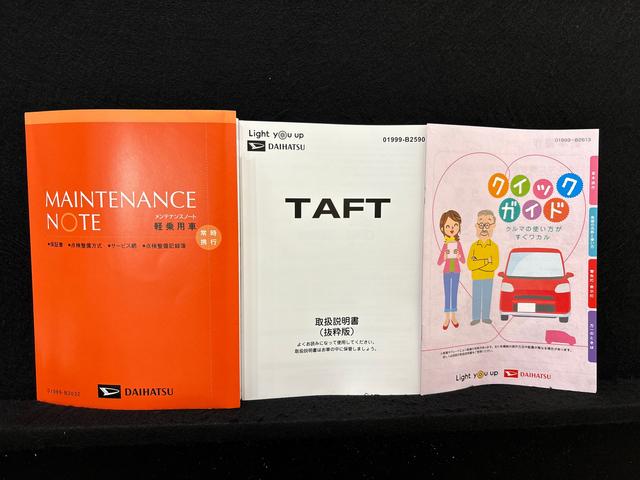 MAINTENANCE
NOTE
メンテナンスノート
軽乗用車
常時
携行
●保証書 ●点検整備方式 ●サービス網 ●点検整備記録簿
DAIHATSU
Light you up
DAIHATSU
01999-B2590
TAFT
取扱説明書
（抜粋版）
よくお読みになって使用してください。
取扱説明書はお車の中に保管しましょう。
01999-B2613
クイック
ガイド
クルマの使い方が
すぐワカル
Light you up
DAIHATSU